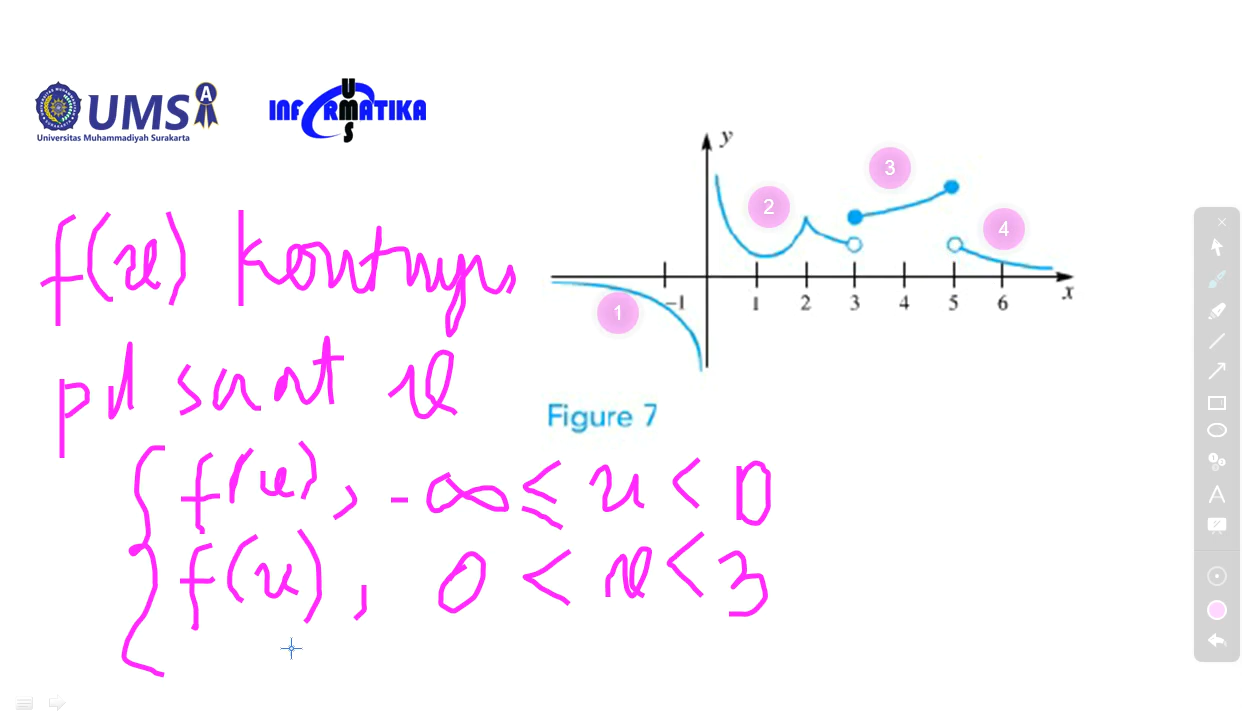 UMS A
Universitas Muhammadiyah Surakarta
INFORMATIKA
UMS
y
3
2
4
1
-1 1 2 3 4 5 6 x
Figure 7
f(x) kontinyu
pd saat x
{ f(x), -∞ ≤ x < 0
f(x), 0 < x < 3